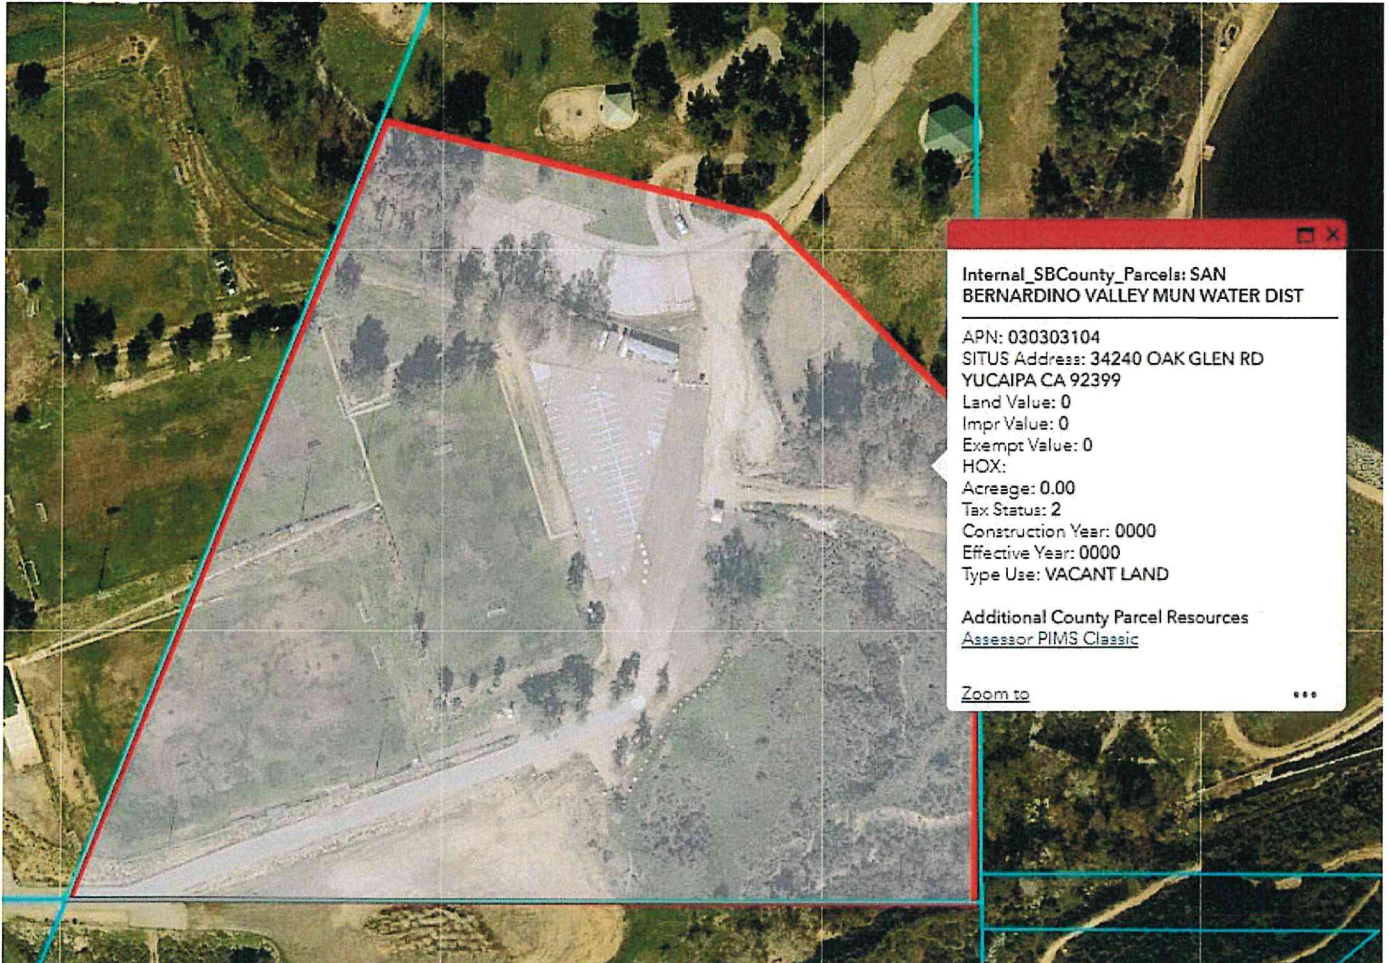 Internal_SBCounty_Parcels: SAN
BERNARDINO VALLEY MUN WATER DIST
APN: 030303104
SITUS Address: 34240 OAK GLEN RD
YUCAIPA CA 92399
Land Value: 0
Impr Value: 0
Exempt Value: 0
HOX:
Acreage: 0.00
Tax Status: 2
Construction Year: 0000
Effective Year: 0000
Type Use: VACANT LAND
Additional County Parcel Resources
Assessor PIMS Classic
Zoom to